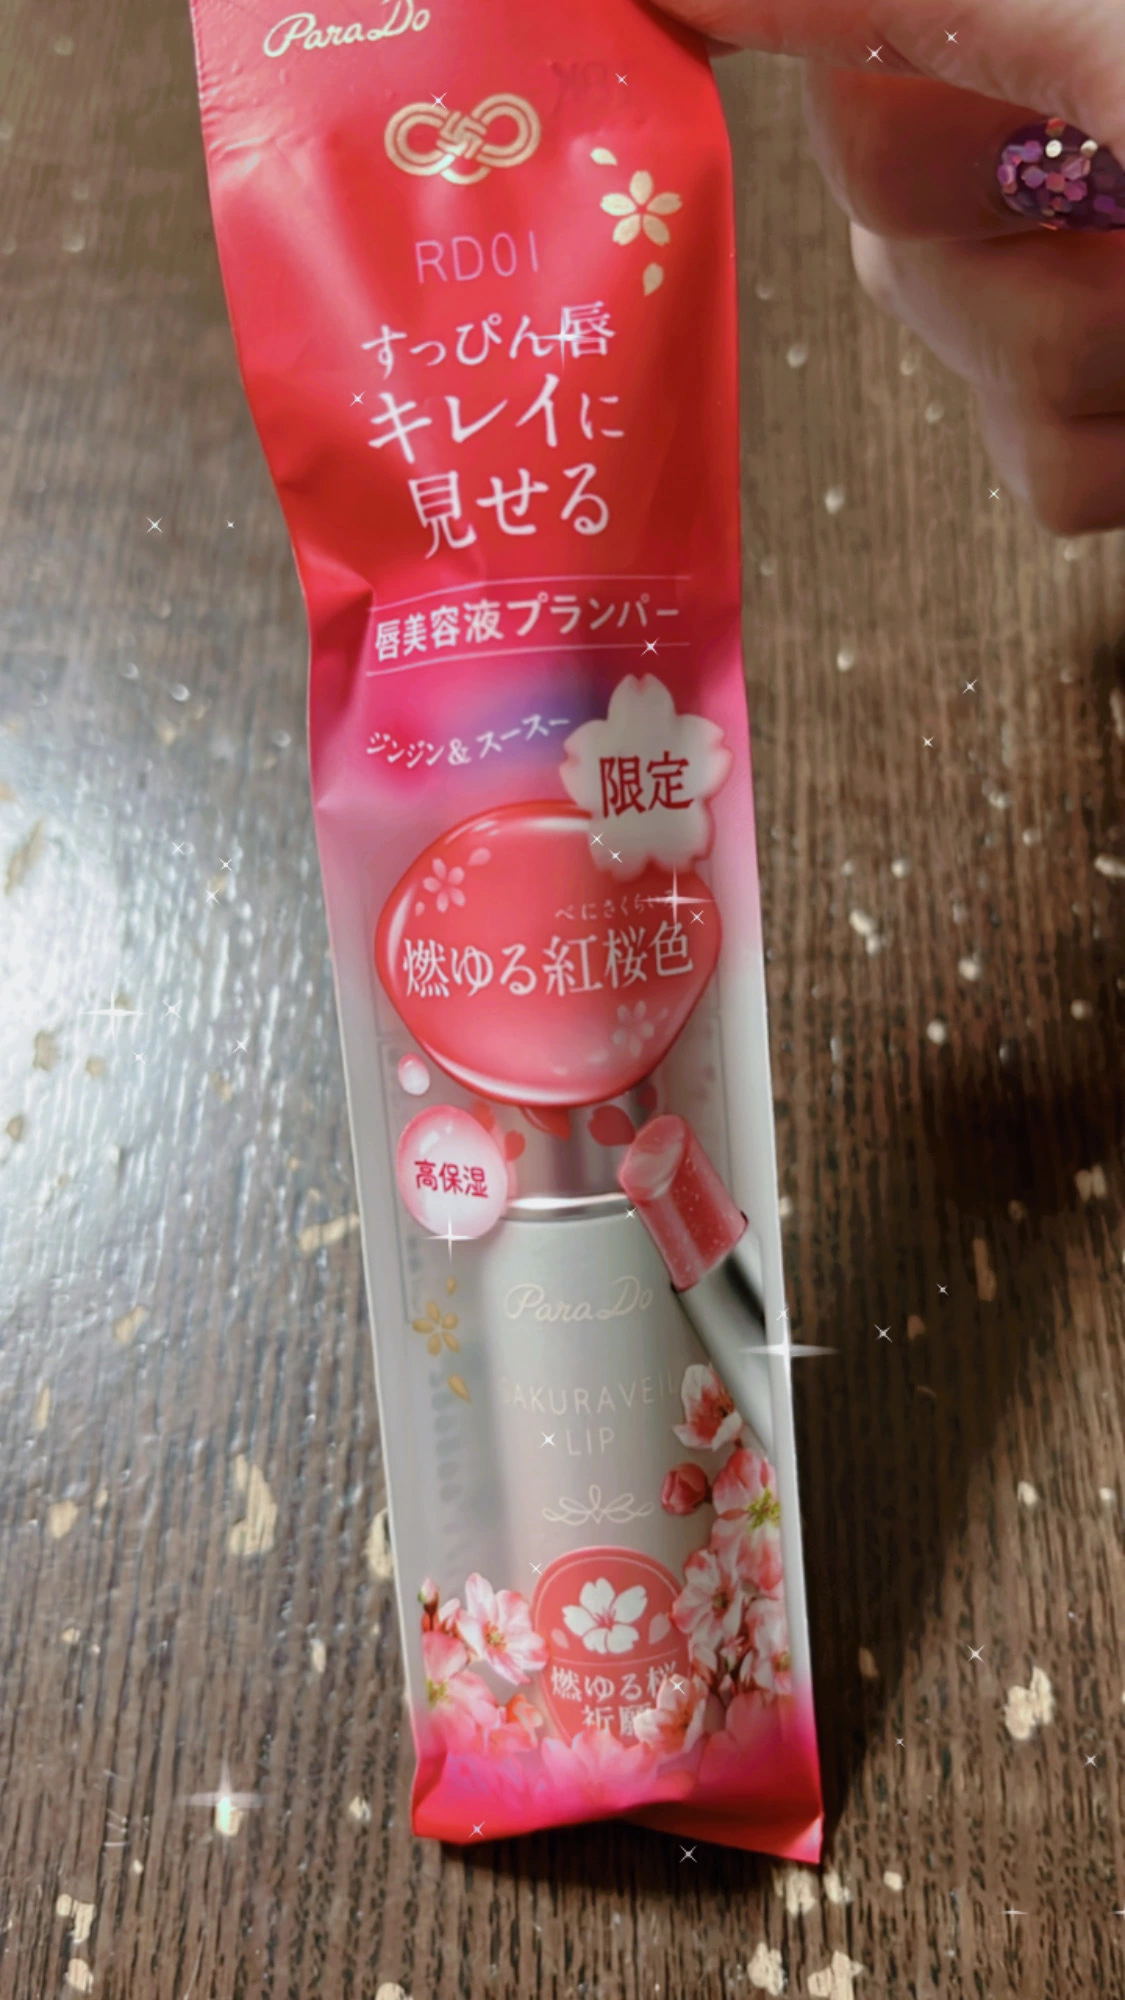 ParaDo
RD01
すっぴん唇
キレイに
見せる
唇美容液プランパー
ジンジン&スースー
限定
べにさくらいろ
燃ゆる紅桜色
高保湿
ParaDo
SAKURAVEIL
LIP
燃ゆる桜
祈願